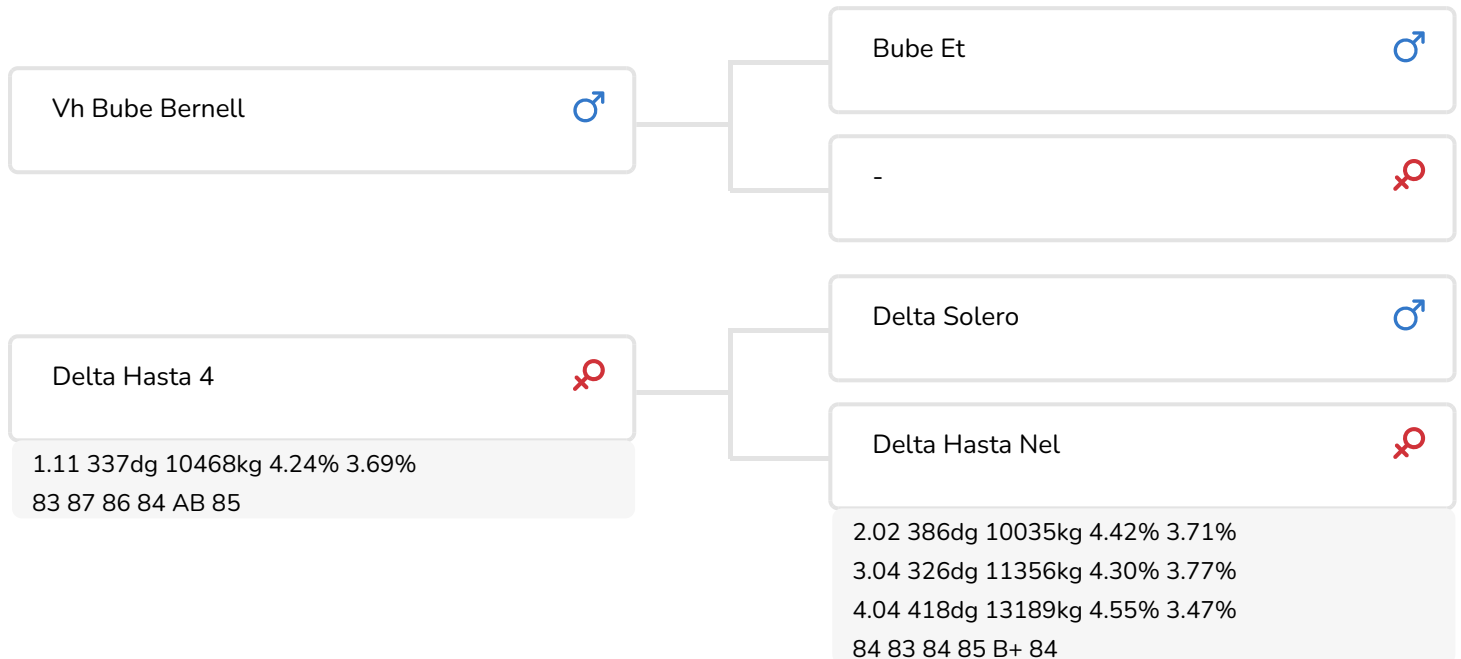 Vh Bube Bernell
Bube Et
-
Delta Hasta 4
1.11 337dg 10468kg 4.24% 3.69%
83 87 86 84 AB 85
Delta Solero
Delta Hasta Nel
2.02 386dg 10035kg 4.42% 3.71%
3.04 326dg 11356kg 4.30% 3.77%
4.04 418dg 13189kg 4.55% 3.47%
84 83 84 85 B+ 84